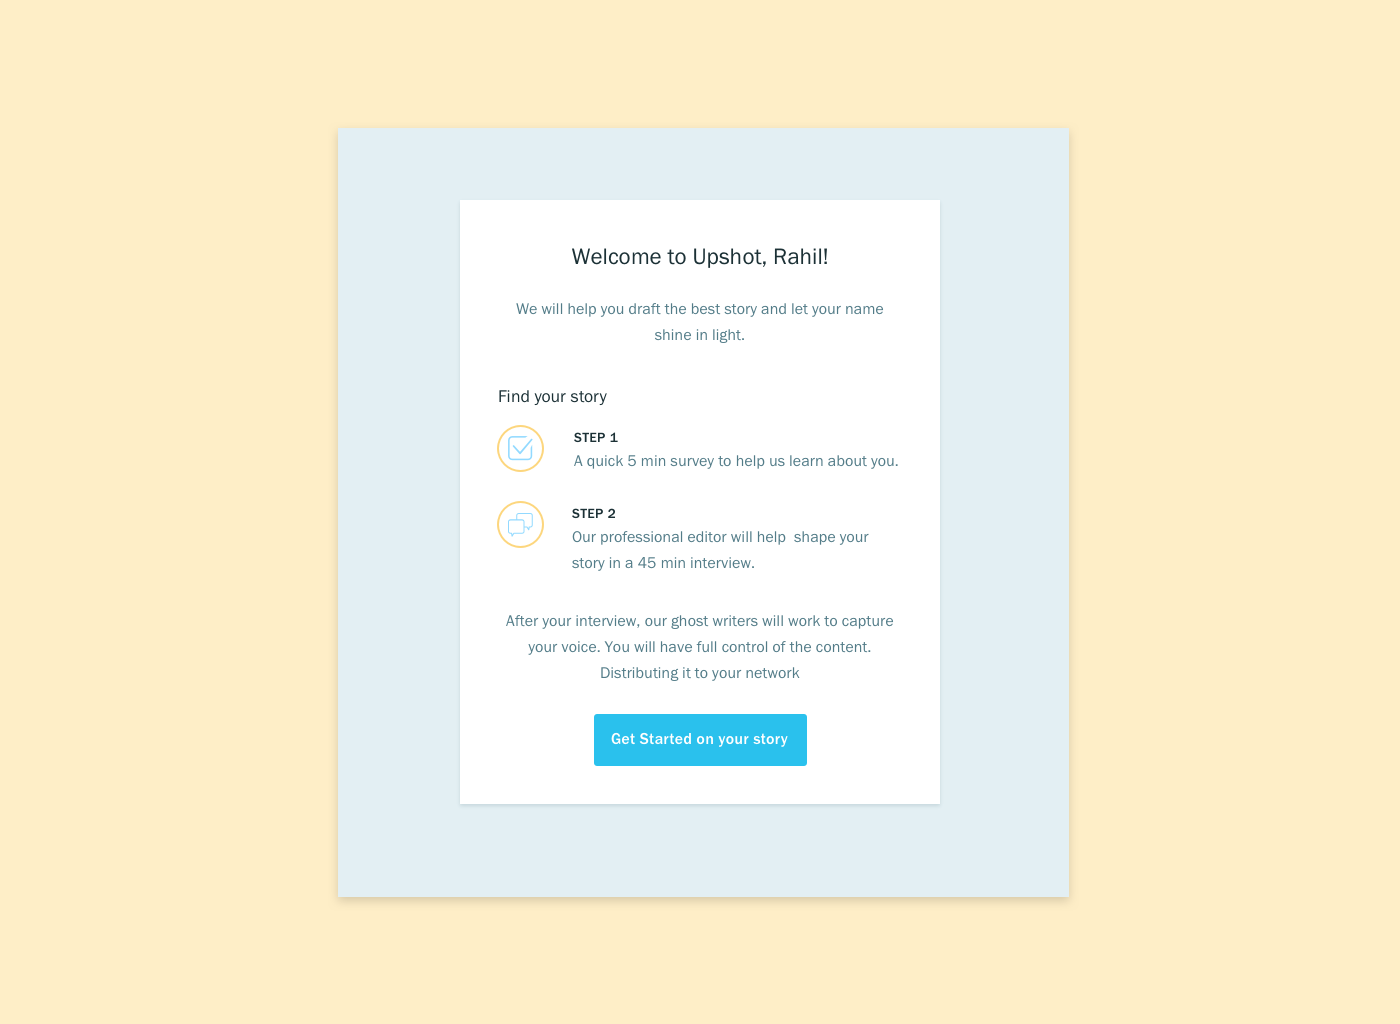 Welcome to Upshot, Rahil!
We will help you draft the best story and let your name
shine in light.
Find your story
STEP 1
A quick 5 min survey to help us learn about you.
STEP 2
Our professional editor will help  shape your
story in a 45 min interview.
After your interview, our ghost writers will work to capture
your voice. You will have full control of the content.
Distributing it to your network
Get Started on your story